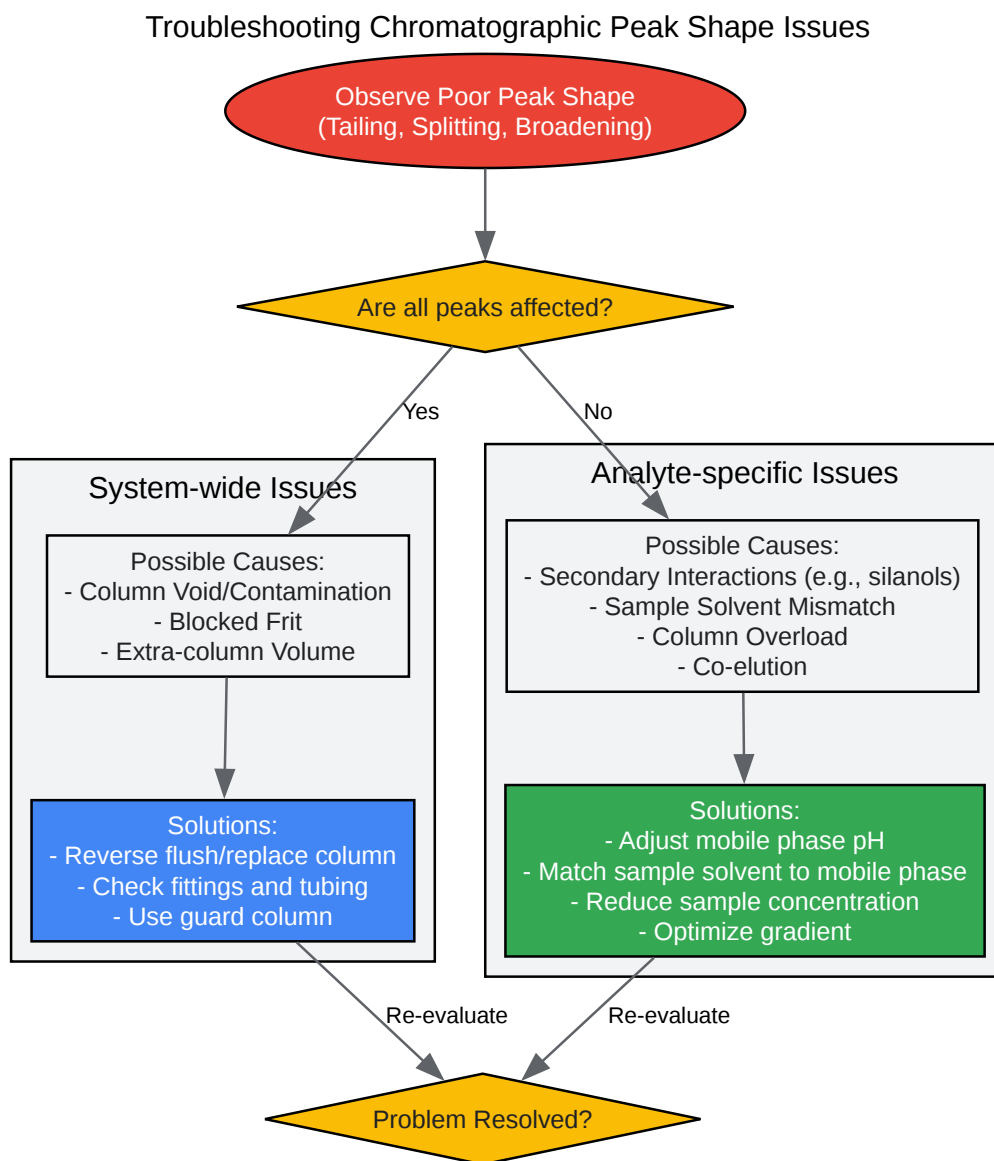 Troubleshooting Chromatographic Peak Shape Issues
Observe Poor Peak Shape
(Tailing, Splitting, Broadening)
Are all peaks affected?
Yes
No
System-wide Issues
Possible Causes:
- Column Void/Contamination
- Blocked Frit
- Extra-column Volume
Solutions:
- Reverse flush/replace column
- Check fittings and tubing
- Use guard column
Analyte-specific Issues
Possible Causes:
- Secondary Interactions (e.g., silanols)
- Sample Solvent Mismatch
- Column Overload
- Co-elution
Solutions:
- Adjust mobile phase pH
- Match sample solvent to mobile phase
- Reduce sample concentration
- Optimize gradient
Re-evaluate
Re-evaluate
Problem Resolved?